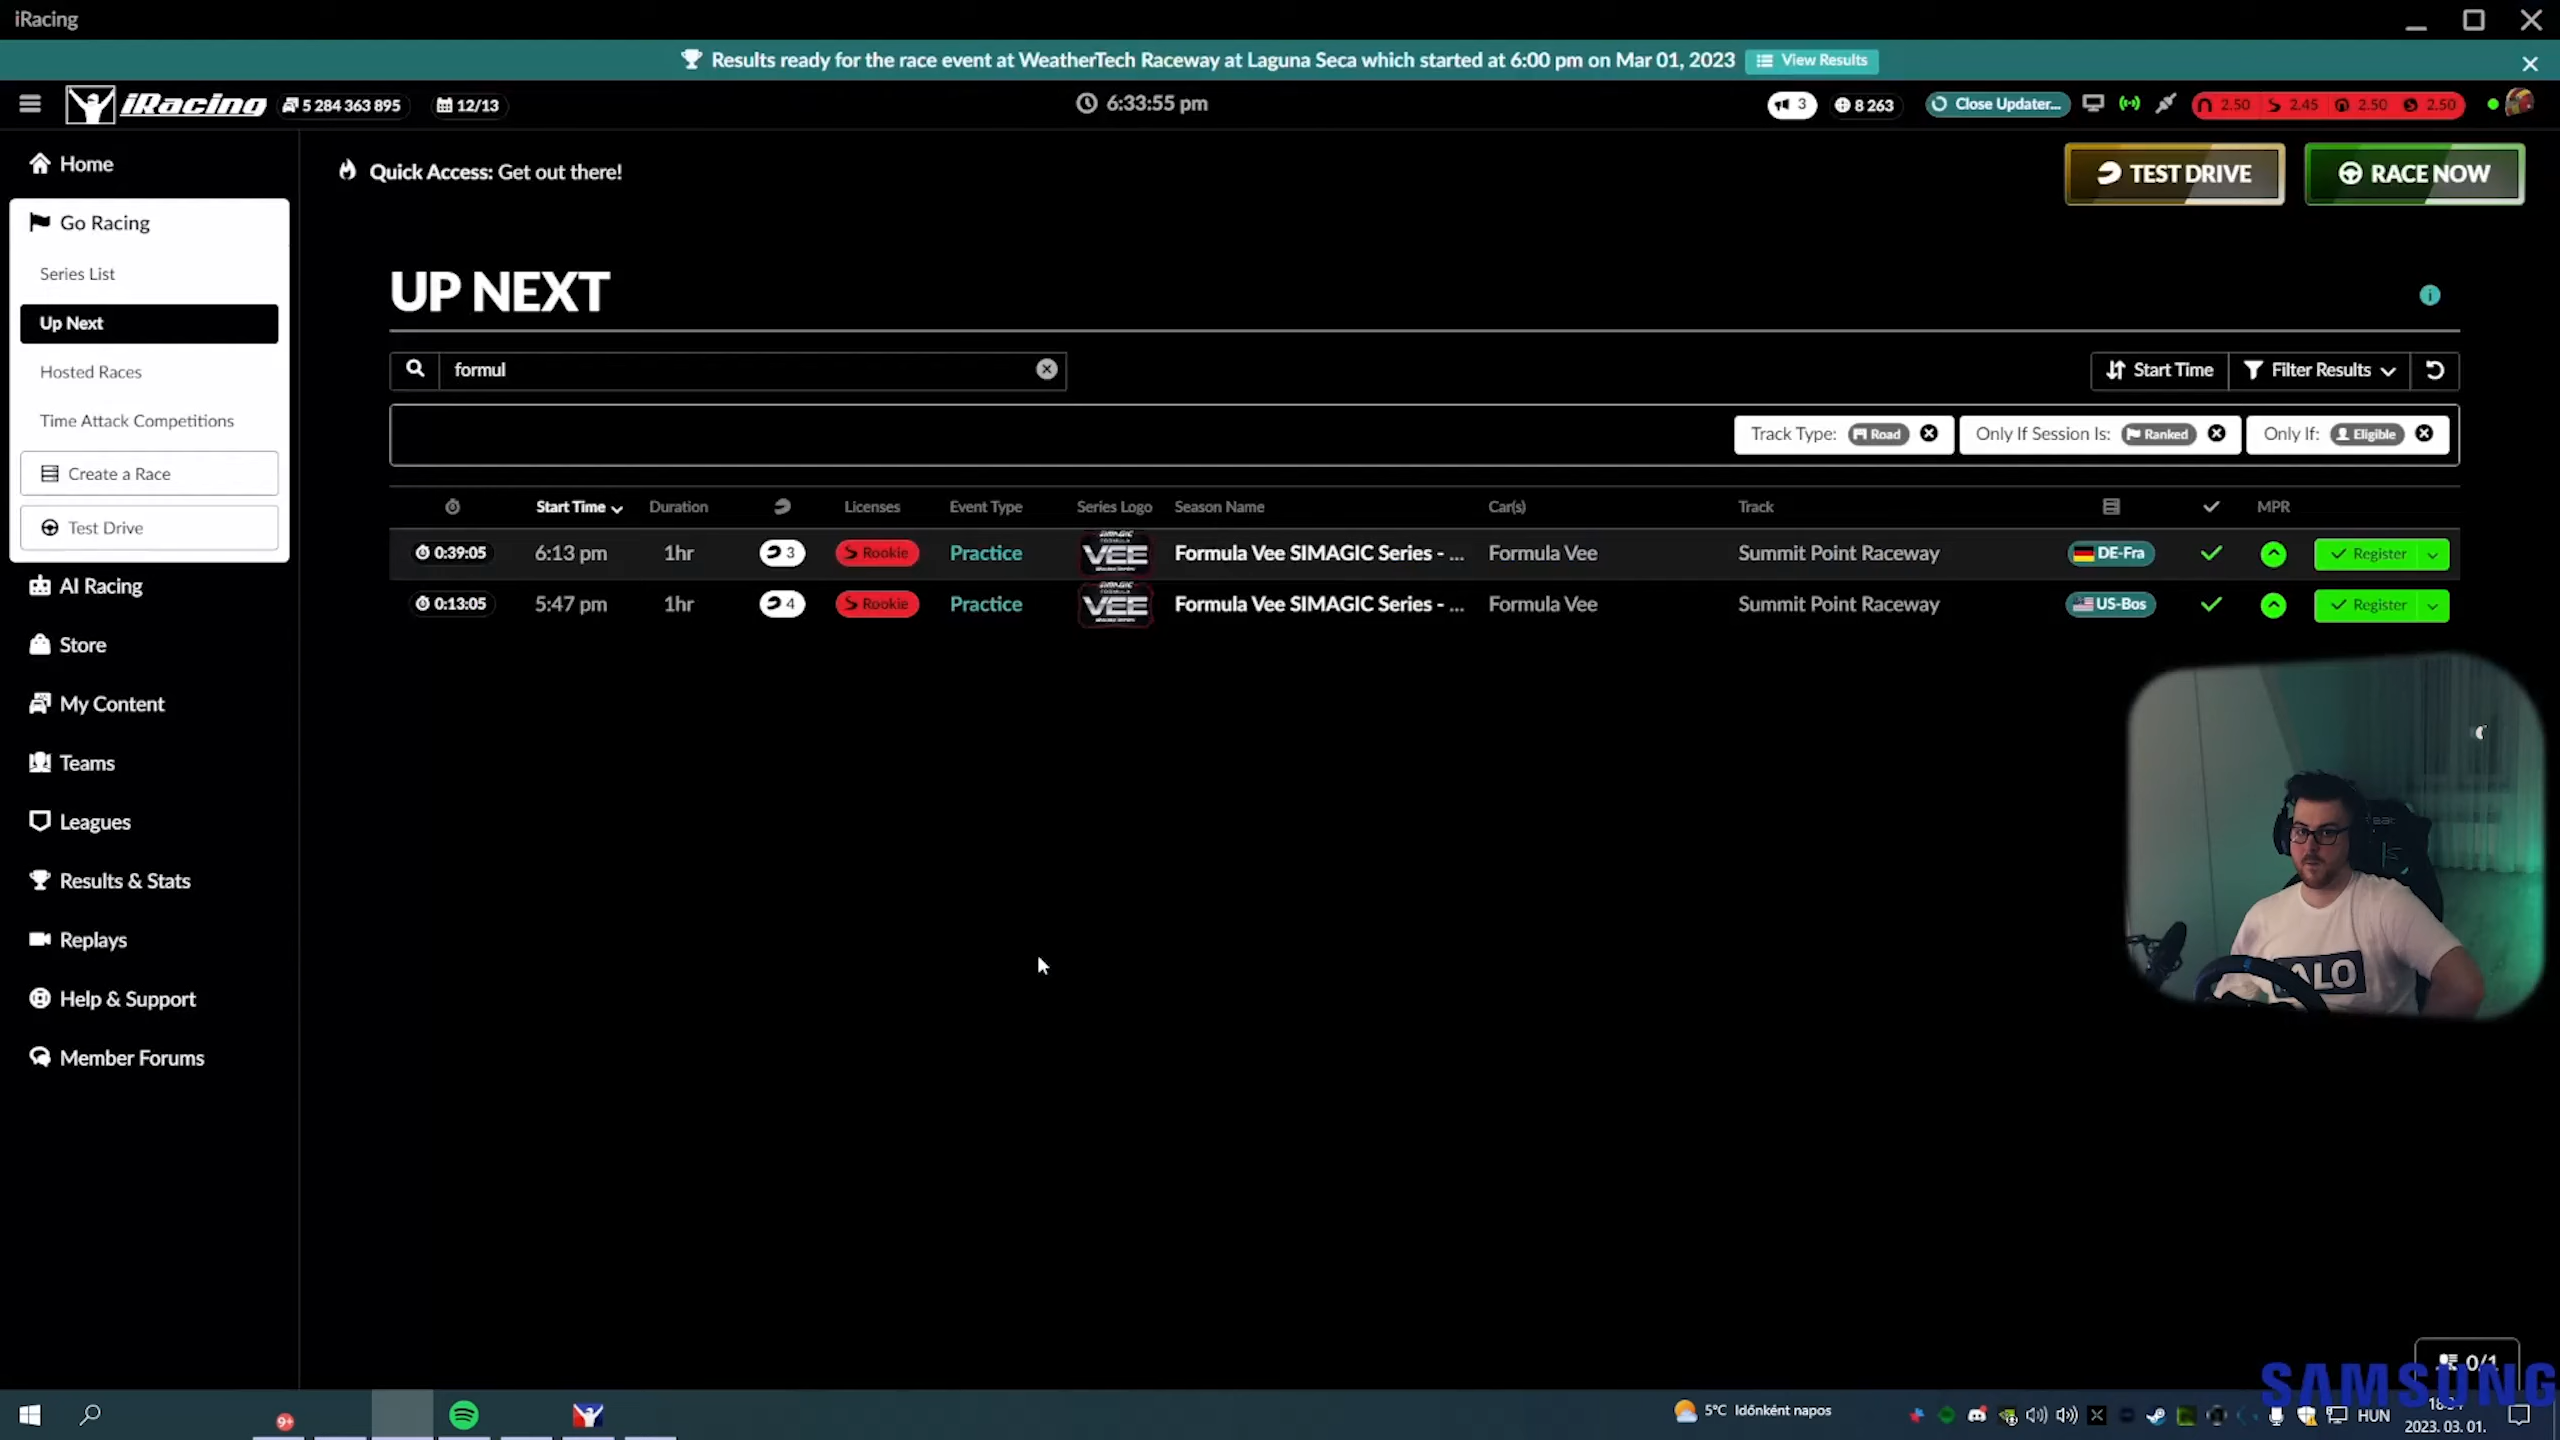 iRacing
Results ready for the race event at WeatherTech Raceway at Laguna Seca which started at 6:00 pm on Mar 01, 2023 View Results
iRacing 5 284 363 895 12/13 6:33:55 pm 3 8 263 Close Updater... 2.50 2.45 2.50 2.50
Home
Quick Access: Get out there! TEST DRIVE RACE NOW
Go Racing
Series List
Up Next
Hosted Races
Time Attack Competitions
Create a Race
Test Drive
AI Racing
Store
My Content
Teams
Leagues
Results & Stats
Replays
Help & Support
Member Forums
UP NEXT
formul Start Time Filter Results
Track Type: Road Only If Session Is: Ranked Only If: Eligible
Start Time Duration Licenses Event Type Series Logo Season Name Car(s) Track MPR
0:39:05 6:13 pm 1hr 3 Rookie Practice VEE Formula Vee SIMAGIC Series - ... Formula Vee Summit Point Raceway DE-Fra Register
0:13:05 5:47 pm 1hr 4 Rookie Practice VEE Formula Vee SIMAGIC Series - ... Formula Vee Summit Point Raceway US-Bos Register
ALO
0/1
SAMSUNG
9+ 5°C Időnként napos HUN
2023. 03. 01.